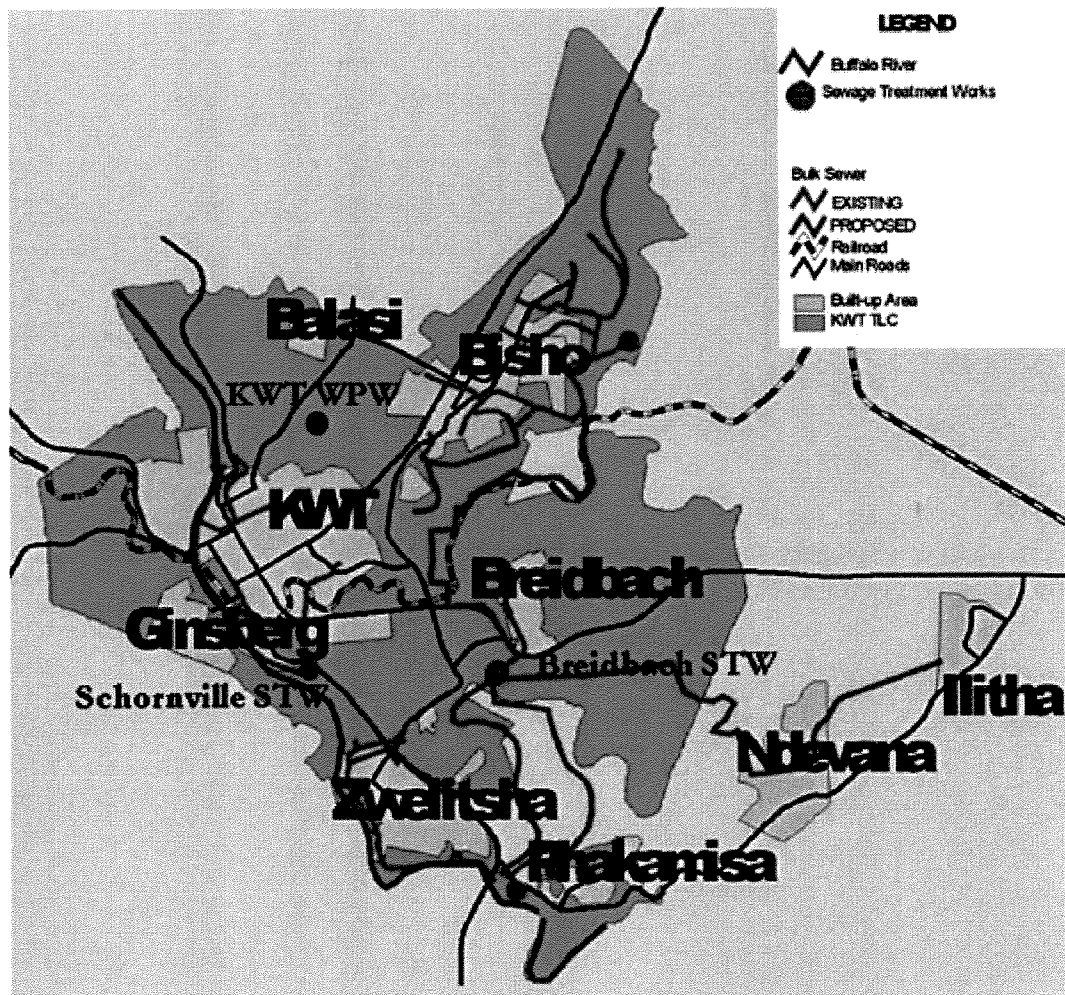 LEGEND
Buffalo River
Sewage Treatment Works
Bulk Sewer
EXISTING
PROPOSED
Railroad
Main Roads
Built-up Area
KWT TLC
Balasi
Bisho
KWT WPW
KWT
Breidbach
Ginsberg
Breidbach STW
Schornville STW
Ilitha
Ndevana
Zwelitsha
Phakamisa